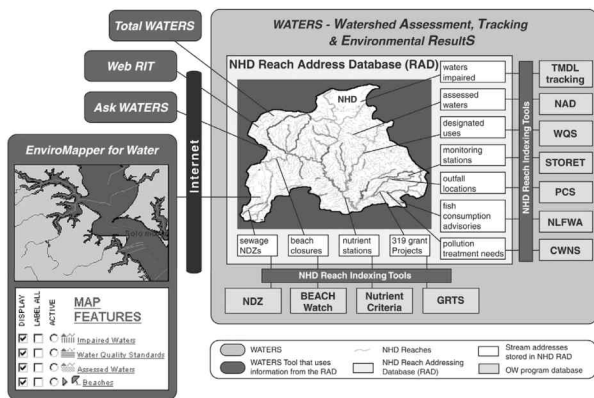 Total WATERS
Web RIT
Ask WATERS
EnviroMapper for Water
DISPLAY
LABEL ALL
ACTIVE
MAP
FEATURES
Impaired Waters
Water Quality Standards
Assessed Waters
Beaches
Internet
WATERS - Watershed Assessment, Tracking
& Environmental ResultS
NHD Reach Address Database (RAD)
NHD
waters
impaired
assessed
waters
designated
uses
monitoring
stations
outfall
locations
fish
consumption
advisories
pollution
treatment needs
sewage
NDZs
beach
closures
nutrient
stations
319 grant
Projects
NHD Reach Indexing Tools
NHD Reach Indexing Tools
TMDL
tracking
NAD
WQS
STORET
PCS
NLFWA
CWNS
NDZ
BEACH
Watch
Nutrient
Criteria
GRTS
WATERS
WATERS Tool that uses
information from the RAD
NHD Reaches
NHD Reach Addressing
Database (RAD)
Stream addresses
stored in NHD RAD
OW program database